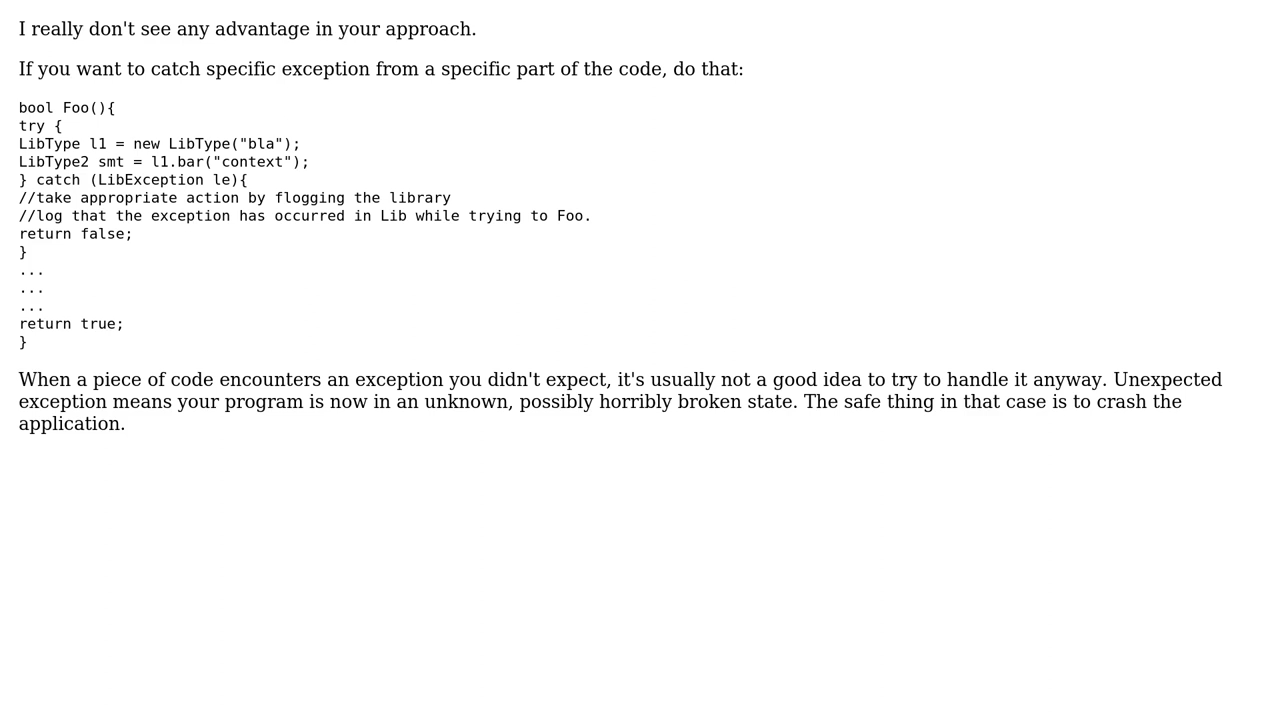 I really don't see any advantage in your approach.
If you want to catch specific exception from a specific part of the code, do that:
bool Foo(){
try {
LibType l1 = new LibType("bla");
LibType2 smt = l1.bar("context");
} catch (LibException le){
//take appropriate action by flogging the library
//log that the exception has occurred in Lib while trying to Foo.
return false;
}
...
...
...
return true;
}
When a piece of code encounters an exception you didn't expect, it's usually not a good idea to try to handle it anyway. Unexpected
exception means your program is now in an unknown, possibly horribly broken state. The safe thing in that case is to crash the
application.